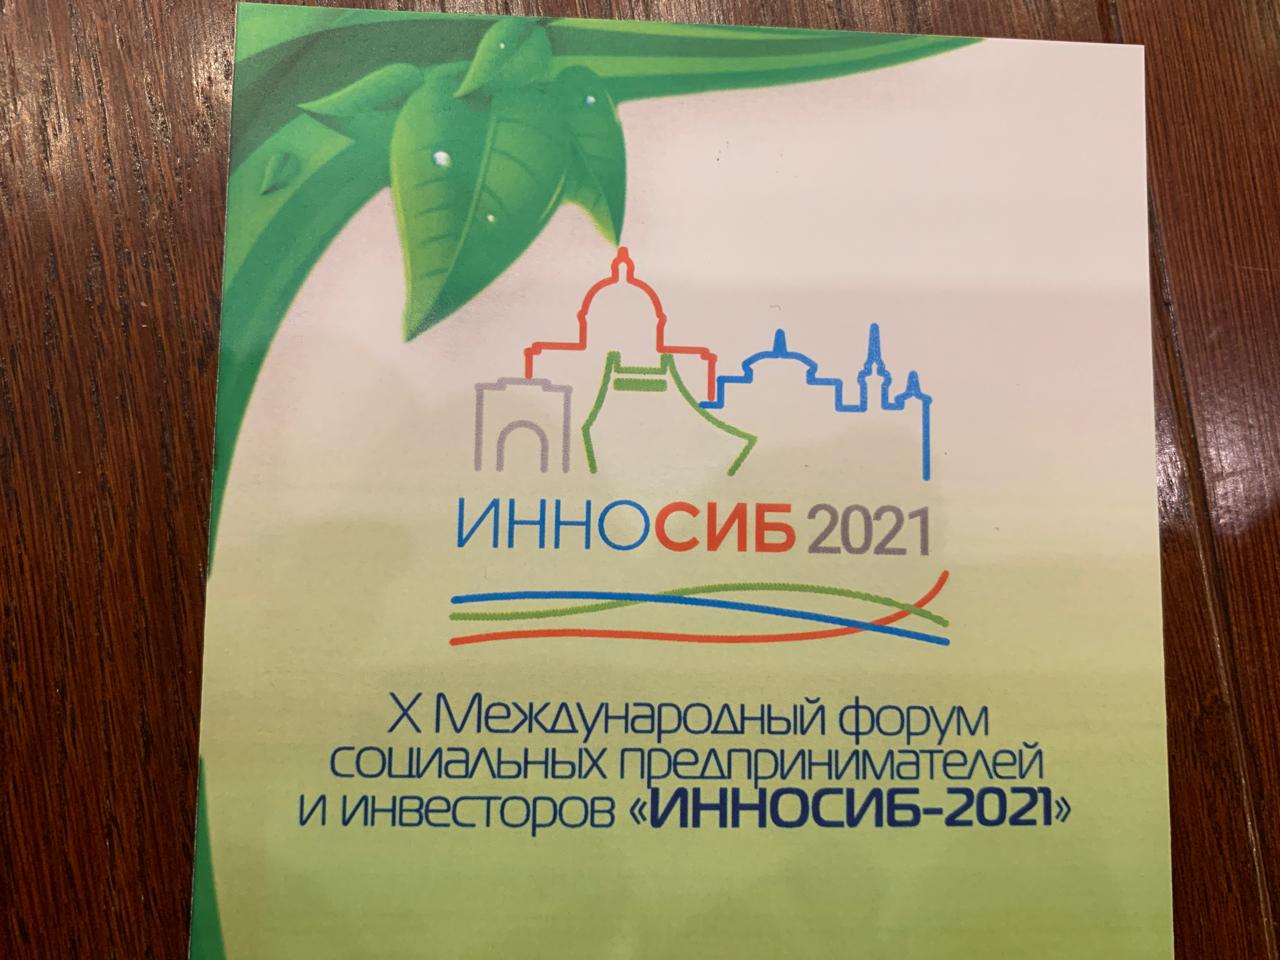 ИННОСИБ 2021
X Международный форум
социальных предпринимателей
и инвесторов «ИННОСИБ-2021»